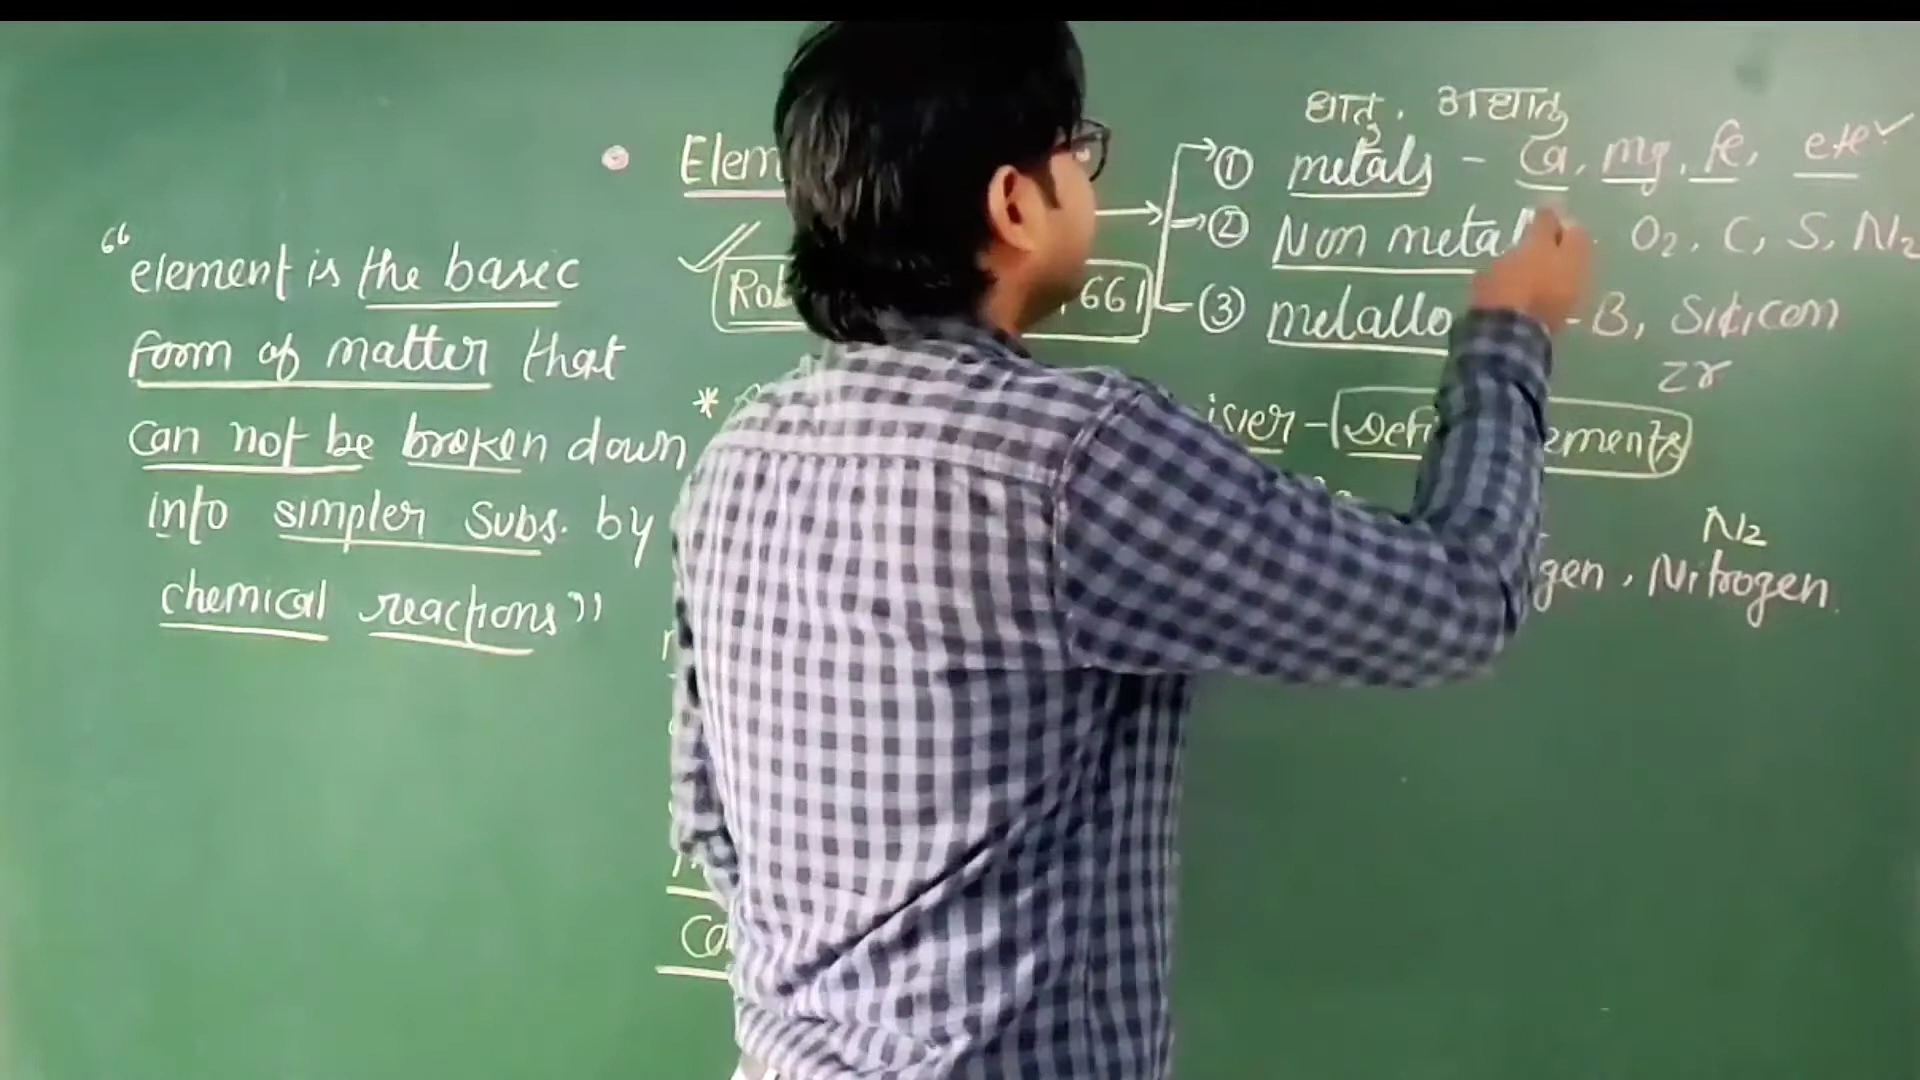 “element is the basic
form of matter that
can not be broken down
into simpler subs. by
chemical reactions”
धातु, अधातु
Elem
① metals - Ca, mg, fe, etc ✓
② Non metal O₂, C, S, N₂
Rob 661
③ metallo - B, Silicon
Zr
*
isier - Defi ements
N₂
gen, Nitrogen.
Co